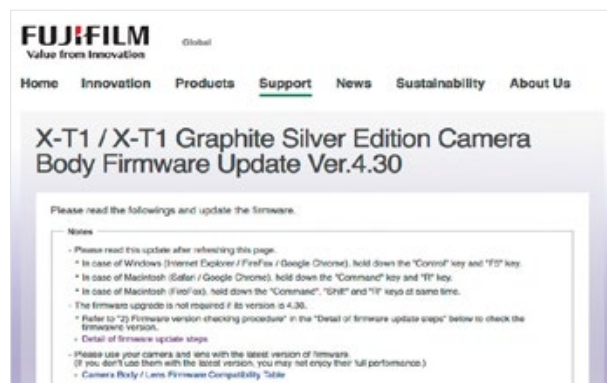 FUJIFILM
Value from Innovation
Global
Home Innovation Products Support News Sustainability About Us
X-T1 / X-T1 Graphite Silver Edition Camera
Body Firmware Update Ver.4.30
Please read the followings and update the firmware.
Notes
- Please read this update after refreshing this page.
* In case of Windows (Internet Explorer / FireFox / Google Chrome), hold down the "Control" key and "F5" key.
* In case of Macintosh (Safari / Google Chrome), hold down the "Command" key and "R" key.
* In case of Macintosh (FireFox), hold down the "Command", "Shift" and "R" keys at same time.
- The firmware upgrade is not required if its version is 4.30.
* Refer to "2) Firmware version checking procedure" in the "Detail of firmware update steps" below to check the
firmware version.
Detail of firmware update steps
- Please use your camera and lens with the latest version of firmware.
(If you don't use them with the latest version, you may not enjoy their full performance.)
Camera Body / Lens Firmware Compatibility Table